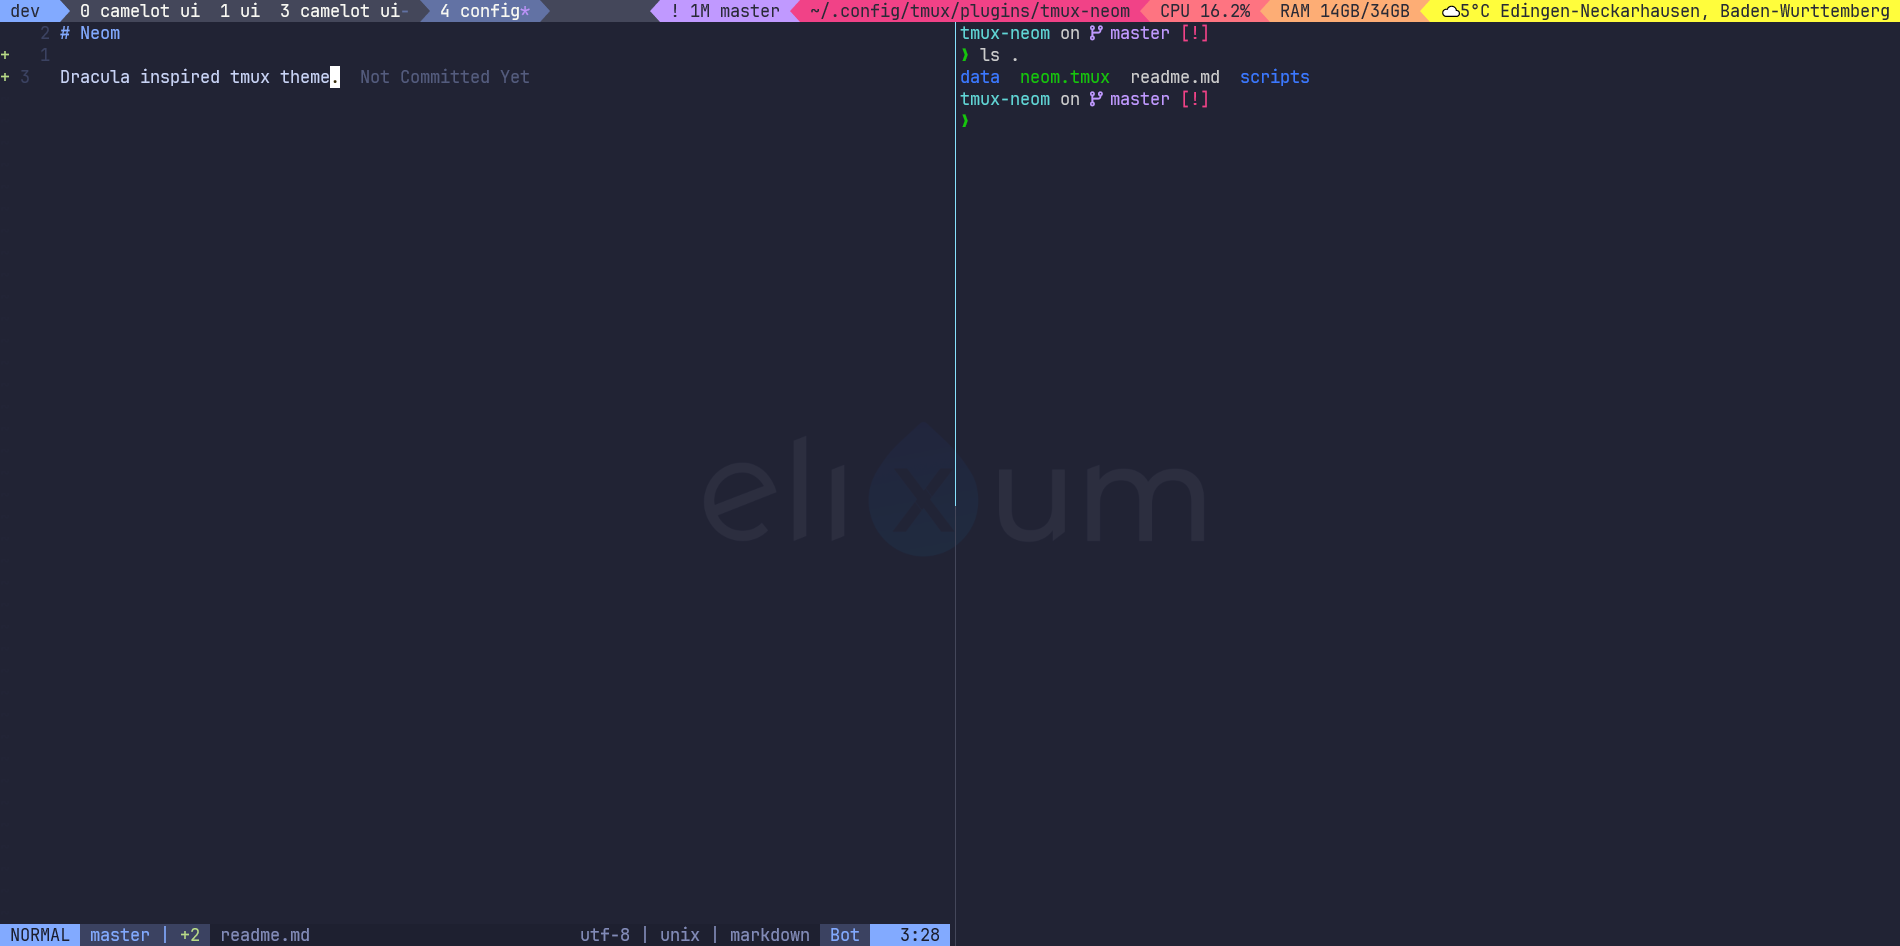 dev 0 camelot ui 1 ui 3 camelot ui- 4 config* ! 1M master ~/.config/tmux/plugins/tmux-neom CPU 16.2% RAM 14GB/34GB 5°C Edingen-Neckarhausen, Baden-Wurttemberg
2 # Neom
+ 1
+ 3 Dracula inspired tmux theme. Not Committed Yet
tmux-neom on master [!]
❯ ls .
data neom.tmux readme.md scripts
tmux-neom on master [!]
❯
elixum
NORMAL master | +2 readme.md utf-8 | unix | markdown Bot 3:28